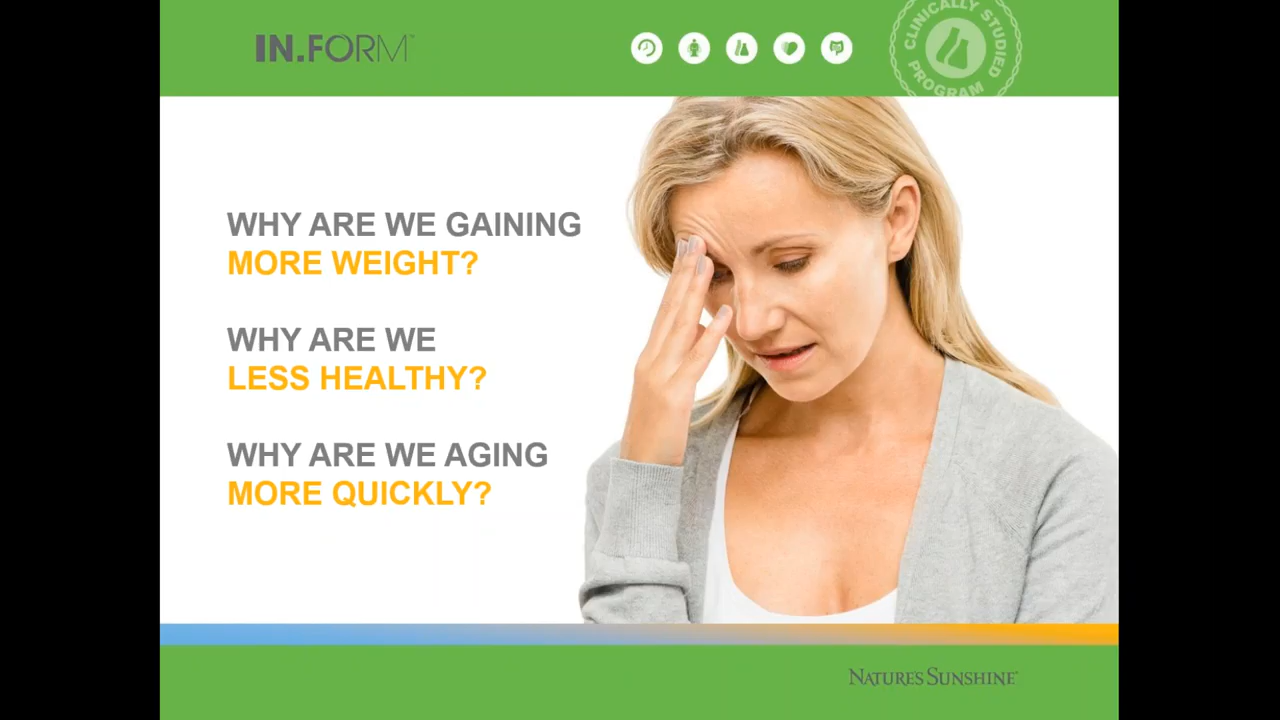 IN.FORM™
CLINICALLY STUDIED
PROGRAM
WHY ARE WE GAINING
MORE WEIGHT?
WHY ARE WE
LESS HEALTHY?
WHY ARE WE AGING
MORE QUICKLY?
NATURE'S SUNSHINE